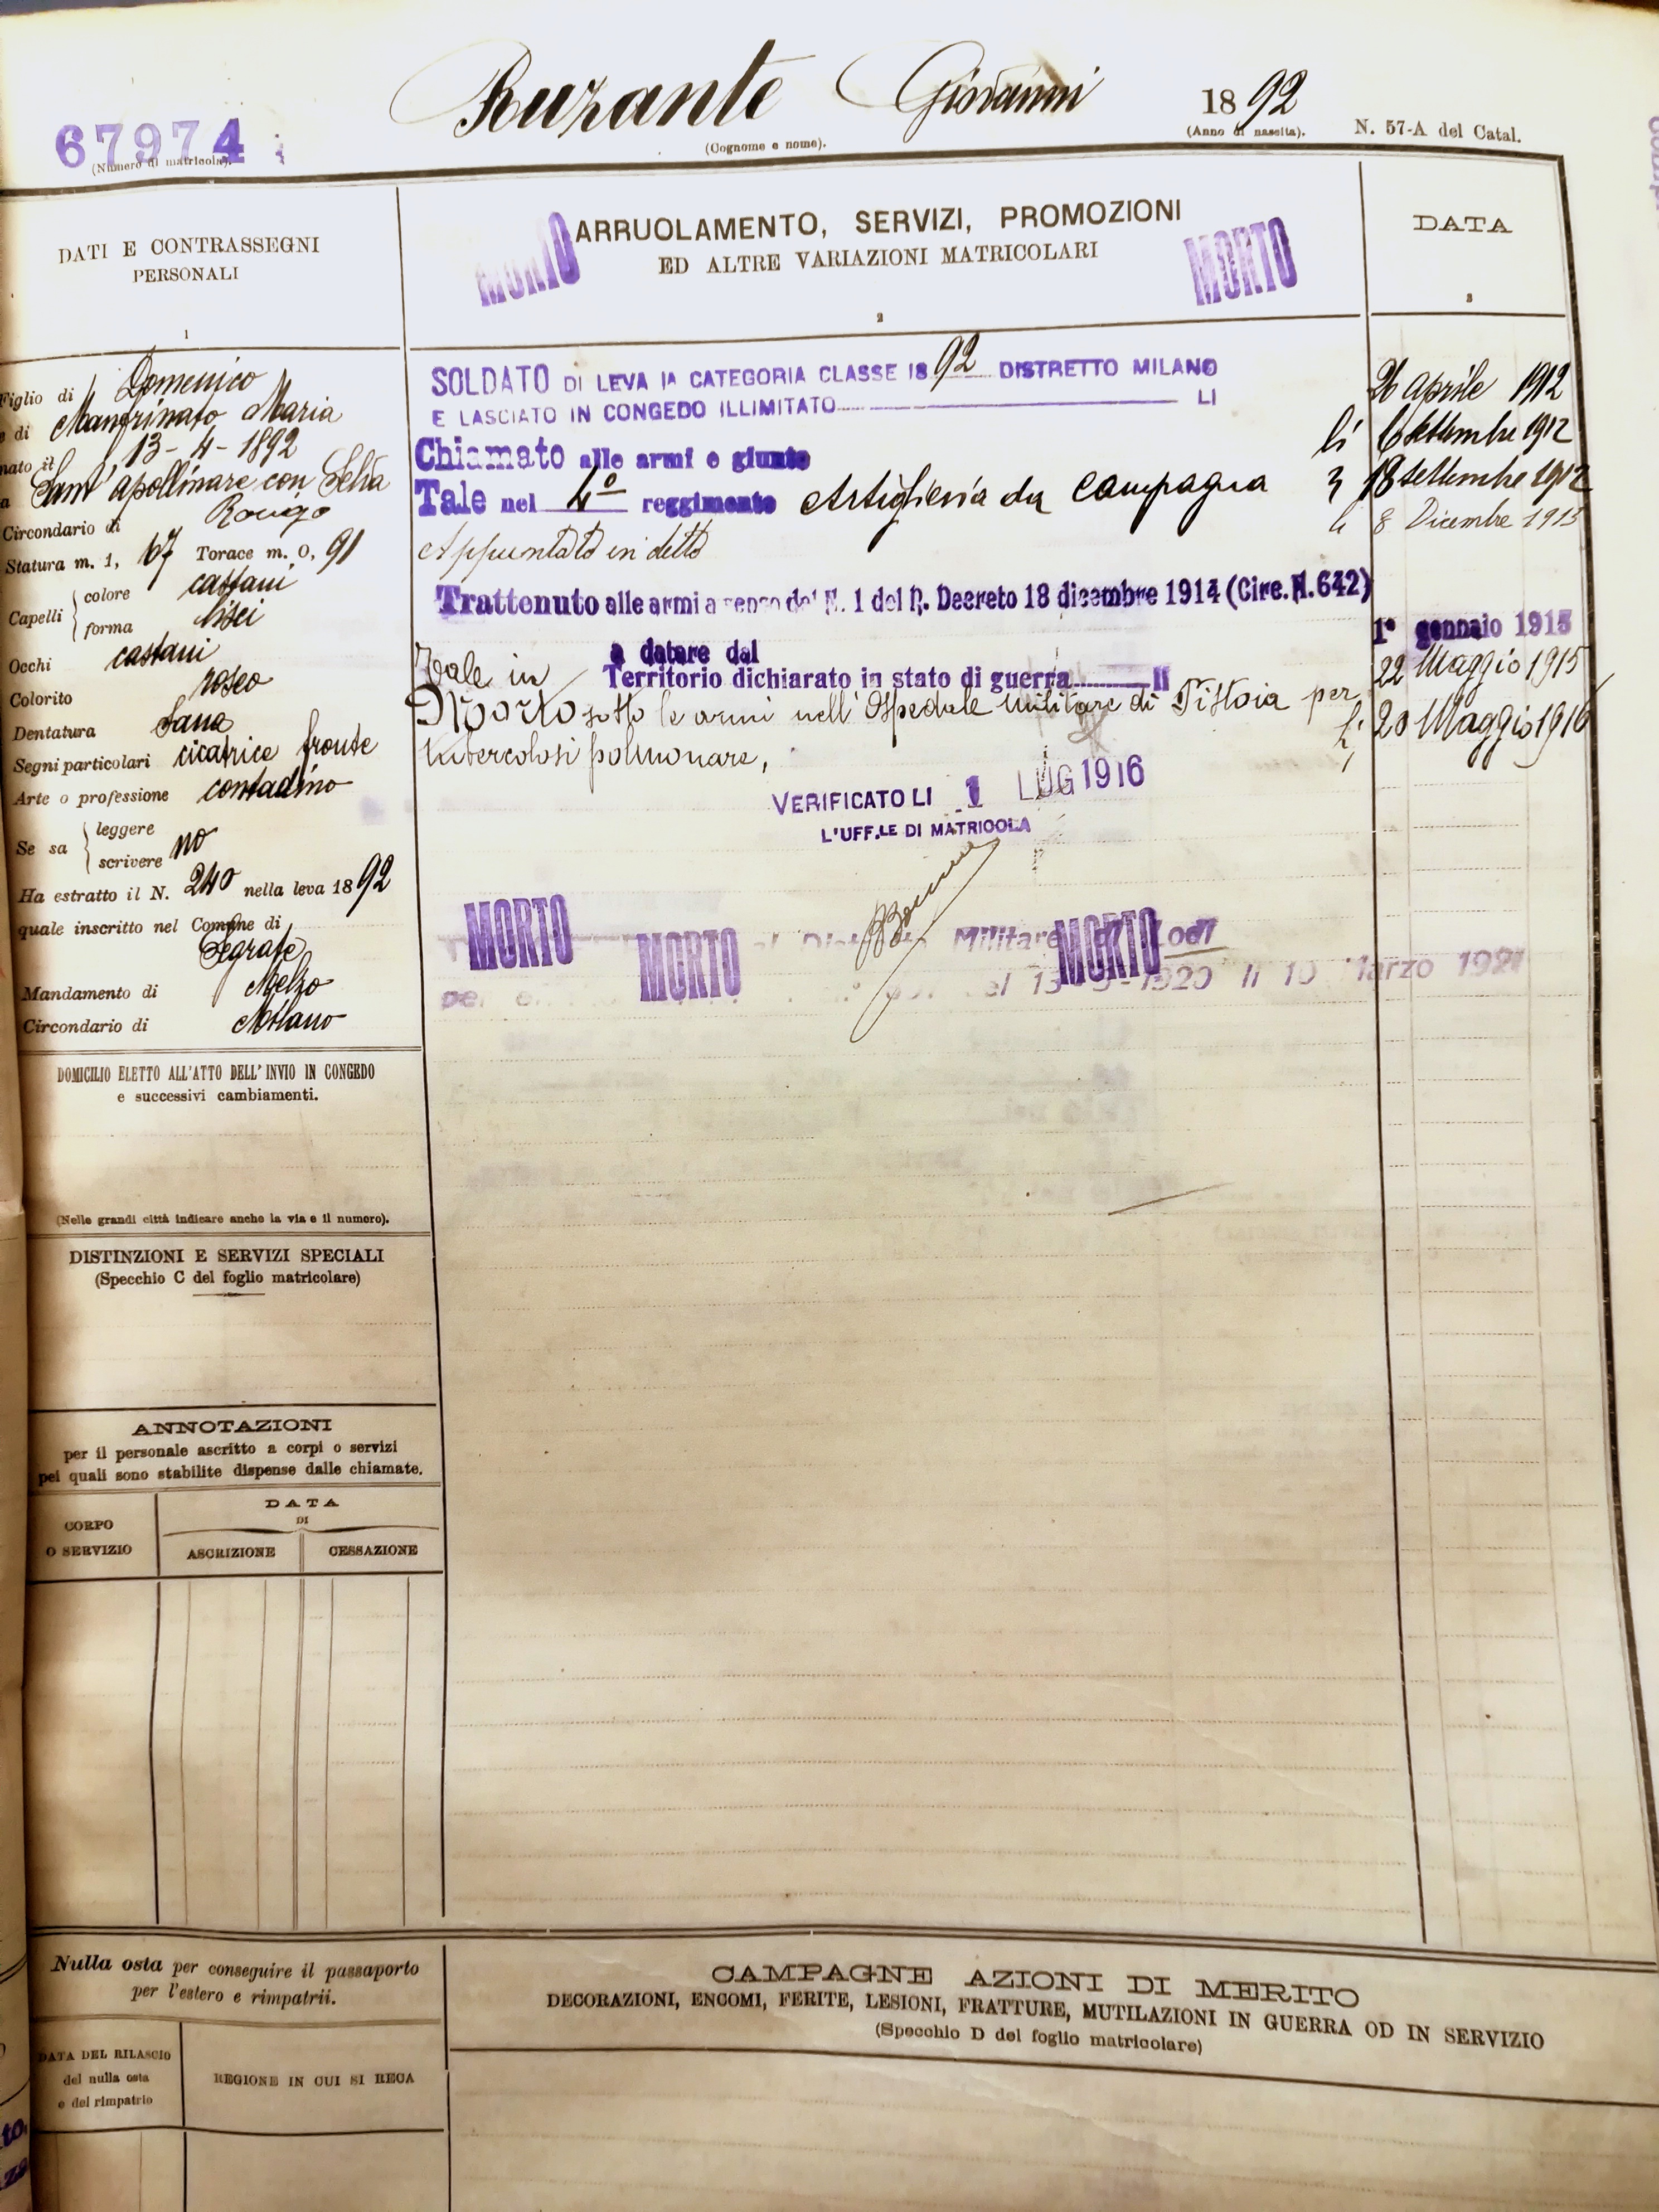 Ruzante Giovanni 1892
(Cognome e nome).
(Anno di nascita).
N. 57-A del Catal.
67974
(Numero di matricola).
DATI E CONTRASSEGNI
PERSONALI
1
Figlio di Domenico
e di Manfrinato Maria
nato il 13-4-1892
a Sant'apollinare con Selva
Circondario di Rovigo
Statura m. 1, 67 Torace m. 0, 91
Capelli colore castani
forma lisci
Occhi castani
Colorito roseo
Dentatura Sana
Segni particolari cicatrice fronte
Arte o professione contadino
Se sa leggere
scrivere no
Ha estratto il N. 240 nella leva 1892
quale inscritto nel Comune di
Segrate
Mandamento di Melzo
Circondario di Milano
DOMICILIO ELETTO ALL'ATTO DELL'INVIO IN CONGEDO
e successivi cambiamenti.
(Nelle grandi città indicare anche la via e il numero).
DISTINZIONI E SERVIZI SPECIALI
(Specchio C del foglio matricolare)
ANNOTAZIONI
per il personale ascritto a corpi o servizi
pei quali sono stabilite dispense dalle chiamate.
CORPO
O SERVIZIO
DATA
DI
ASCRIZIONE
CESSAZIONE
Nulla osta per conseguire il passaporto
per l'estero e rimpatrii.
DATA DEL RILASCIO
del nulla osta
e del rimpatrio
REGIONE IN CUI SI RECA
ARRUOLAMENTO, SERVIZI, PROMOZIONI
ED ALTRE VARIAZIONI MATRICOLARI
MORTO
MORTO
2
DATA
3
SOLDATO DI LEVA Iª CATEGORIA CLASSE 1892 DISTRETTO MILANO
E LASCIATO IN CONGEDO ILLIMITATO LI 26 aprile 1912
Chiamato alle armi e giunto li 6 settembre 1912
Tale nel 4º reggimento Artiglieria da campagna 18 settembre 1912
Appuntato in detto li 8 Dicembre 1913
Trattenuto alle armi a senso del N. 1 del R. Decreto 18 dicembre 1914 (Circ. N. 642)
a datare dal 1º gennaio 1915
Tale in Territorio dichiarato in stato di guerra li 22 Maggio 1915
Morto sotto le armi nell'Ospedale militare di Pistoia per
tubercolosi polmonare, li 20 Maggio 1916
VERIFICATO LI 1 LUG 1916
L'UFF.LE DI MATRICOLA
MORTO MORTO MORTO
Militare Lodi
1920 li 10 Marzo 1921
CAMPAGNE AZIONI DI MERITO
DECORAZIONI, ENCOMI, FERITE, LESIONI, FRATTURE, MUTILAZIONI IN GUERRA OD IN SERVIZIO
(Specchio D del foglio matricolare)